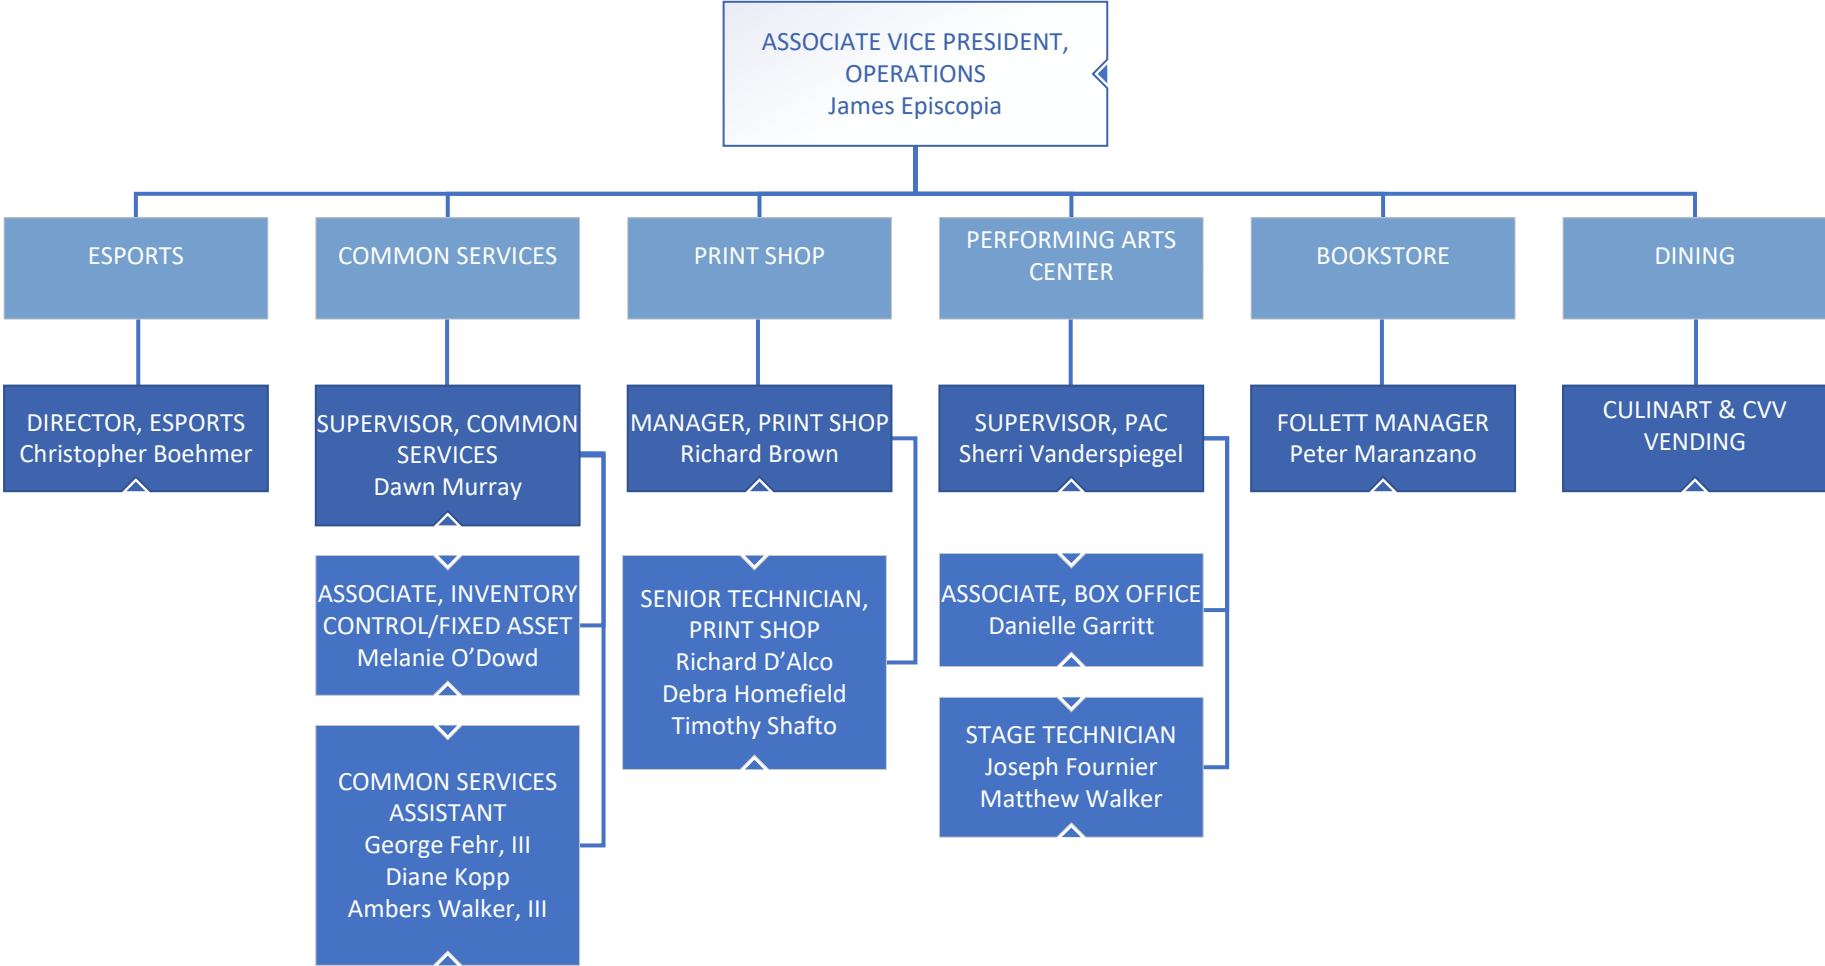 ASSOCIATE VICE PRESIDENT,
OPERATIONS
James Episcopia
ESPORTS
COMMON SERVICES
PRINT SHOP
PERFORMING ARTS
CENTER
BOOKSTORE
DINING
DIRECTOR, ESPORTS
Christopher Boehmer
SUPERVISOR, COMMON
SERVICES
Dawn Murray
MANAGER, PRINT SHOP
Richard Brown
SUPERVISOR, PAC
Sherri Vanderspiegel
FOLLETT MANAGER
Peter Maranzano
CULINART & CVV
VENDING
ASSOCIATE, INVENTORY
CONTROL/FIXED ASSET
Melanie O’Dowd
SENIOR TECHNICIAN,
PRINT SHOP
Richard D’Alco
Debra Homefield
Timothy Shafto
ASSOCIATE, BOX OFFICE
Danielle Garritt
COMMON SERVICES
ASSISTANT
George Fehr, III
Diane Kopp
Ambers Walker, III
STAGE TECHNICIAN
Joseph Fournier
Matthew Walker